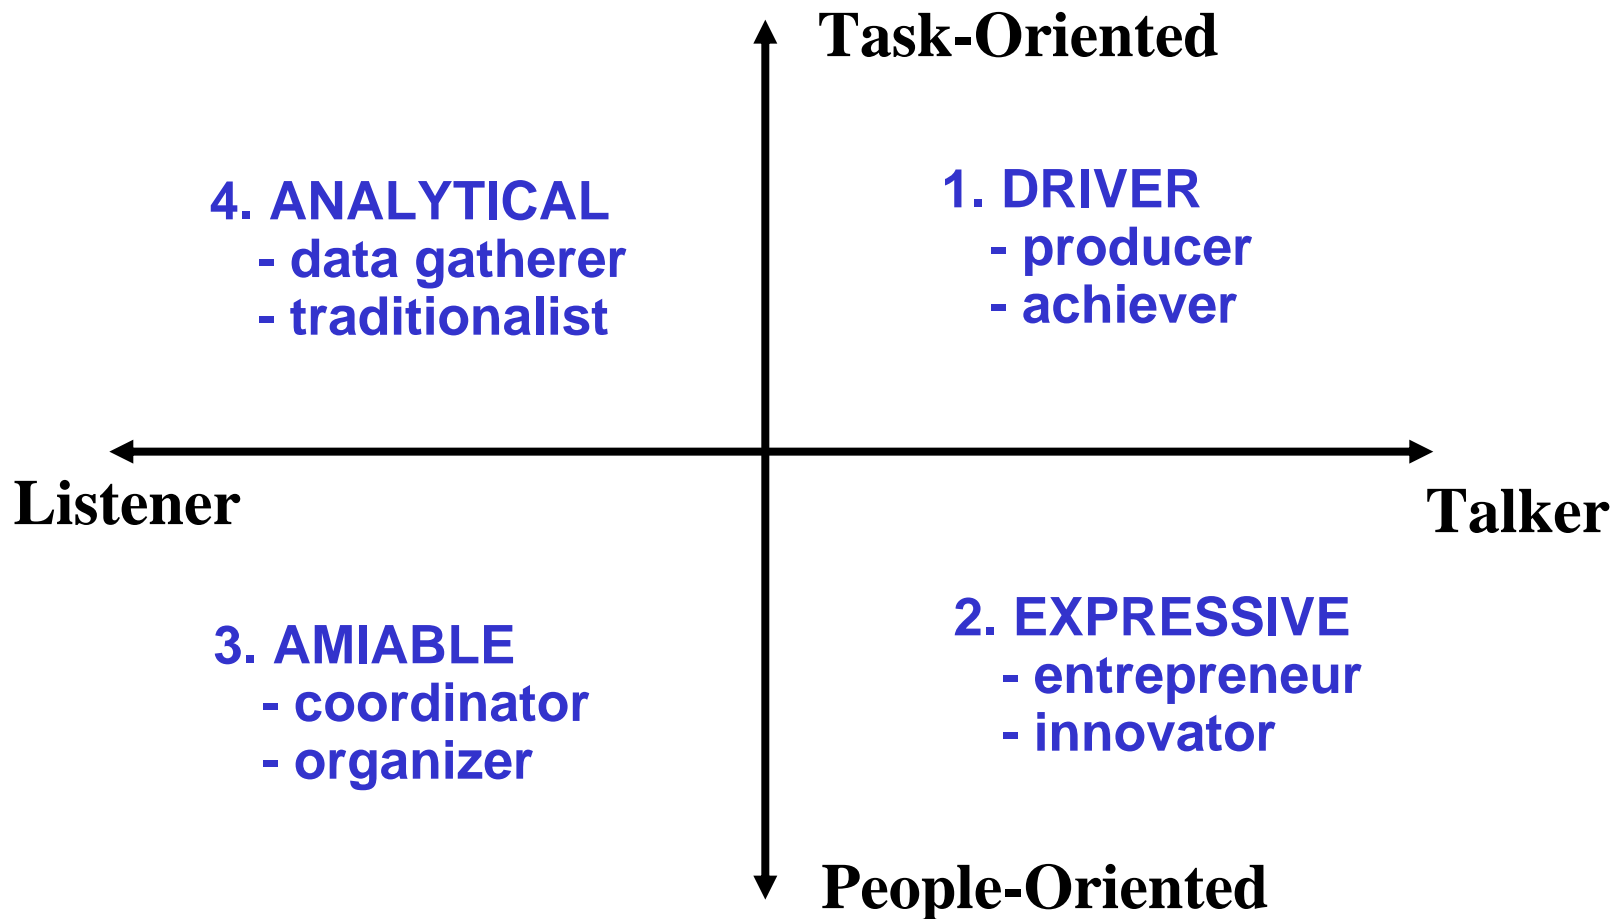 Task-Oriented
4. ANALYTICAL
- data gatherer
- traditionalist
1. DRIVER
- producer
- achiever
Listener
Talker
3. AMIABLE
- coordinator
- organizer
2. EXPRESSIVE
- entrepreneur
- innovator
People-Oriented